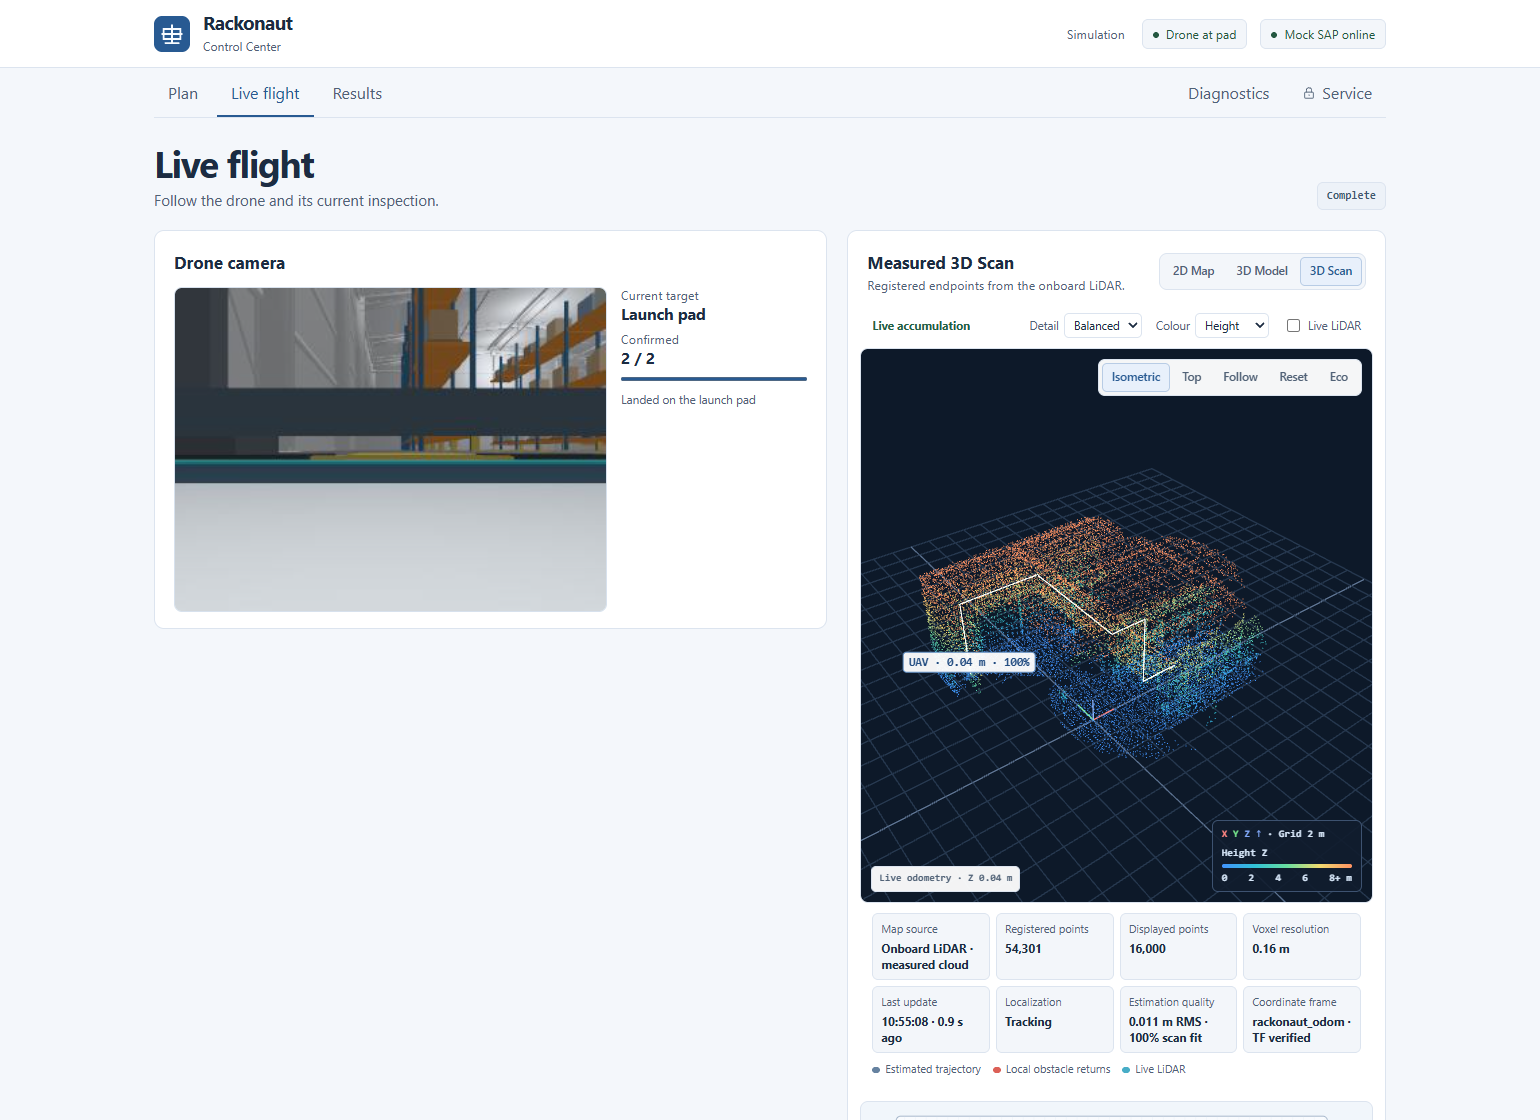 Rackonaut
Control Center
Simulation
Drone at pad
Mock SAP online
Plan
Live flight
Results
Diagnostics
Service
Live flight
Follow the drone and its current inspection.
Complete
Drone camera
Current target
Launch pad
Confirmed
2 / 2
Landed on the launch pad
Measured 3D Scan
Registered endpoints from the onboard LiDAR.
2D Map
3D Model
3D Scan
Live accumulation
Detail
Balanced
Colour
Height
Live LiDAR
Isometric
Top
Follow
Reset
Eco
UAV · 0.04 m · 100%
X Y Z ↑ · Grid 2 m
Height Z
0 2 4 6 8+ m
Live odometry · Z 0.04 m
Map source
Onboard LiDAR ·
measured cloud
Registered points
54,301
Displayed points
16,000
Voxel resolution
0.16 m
Last update
10:55:08 · 0.9 s
ago
Localization
Tracking
Estimation quality
0.011 m RMS ·
100% scan fit
Coordinate frame
rackonaut_odom ·
TF verified
Estimated trajectory
Local obstacle returns
Live LiDAR